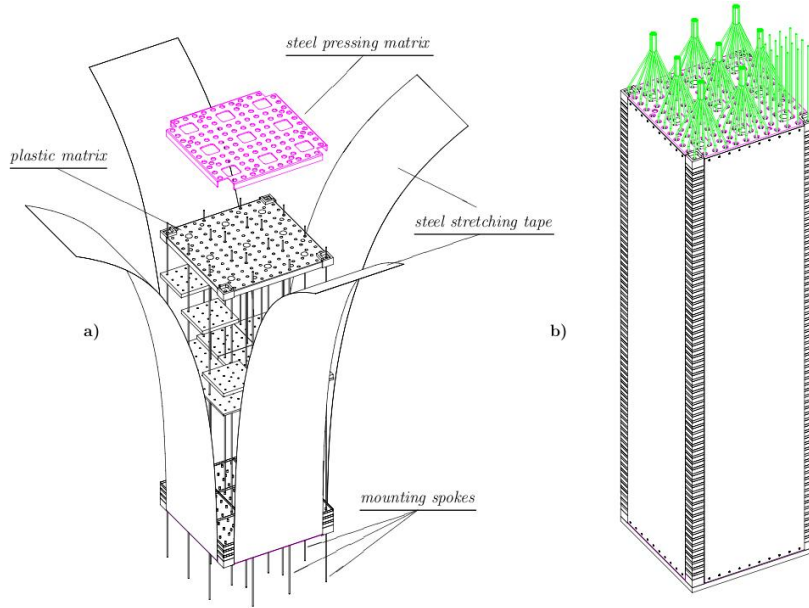 steel pressing matrix
plastic matrix
steel stretching tape
a)
b)
mounting spokes